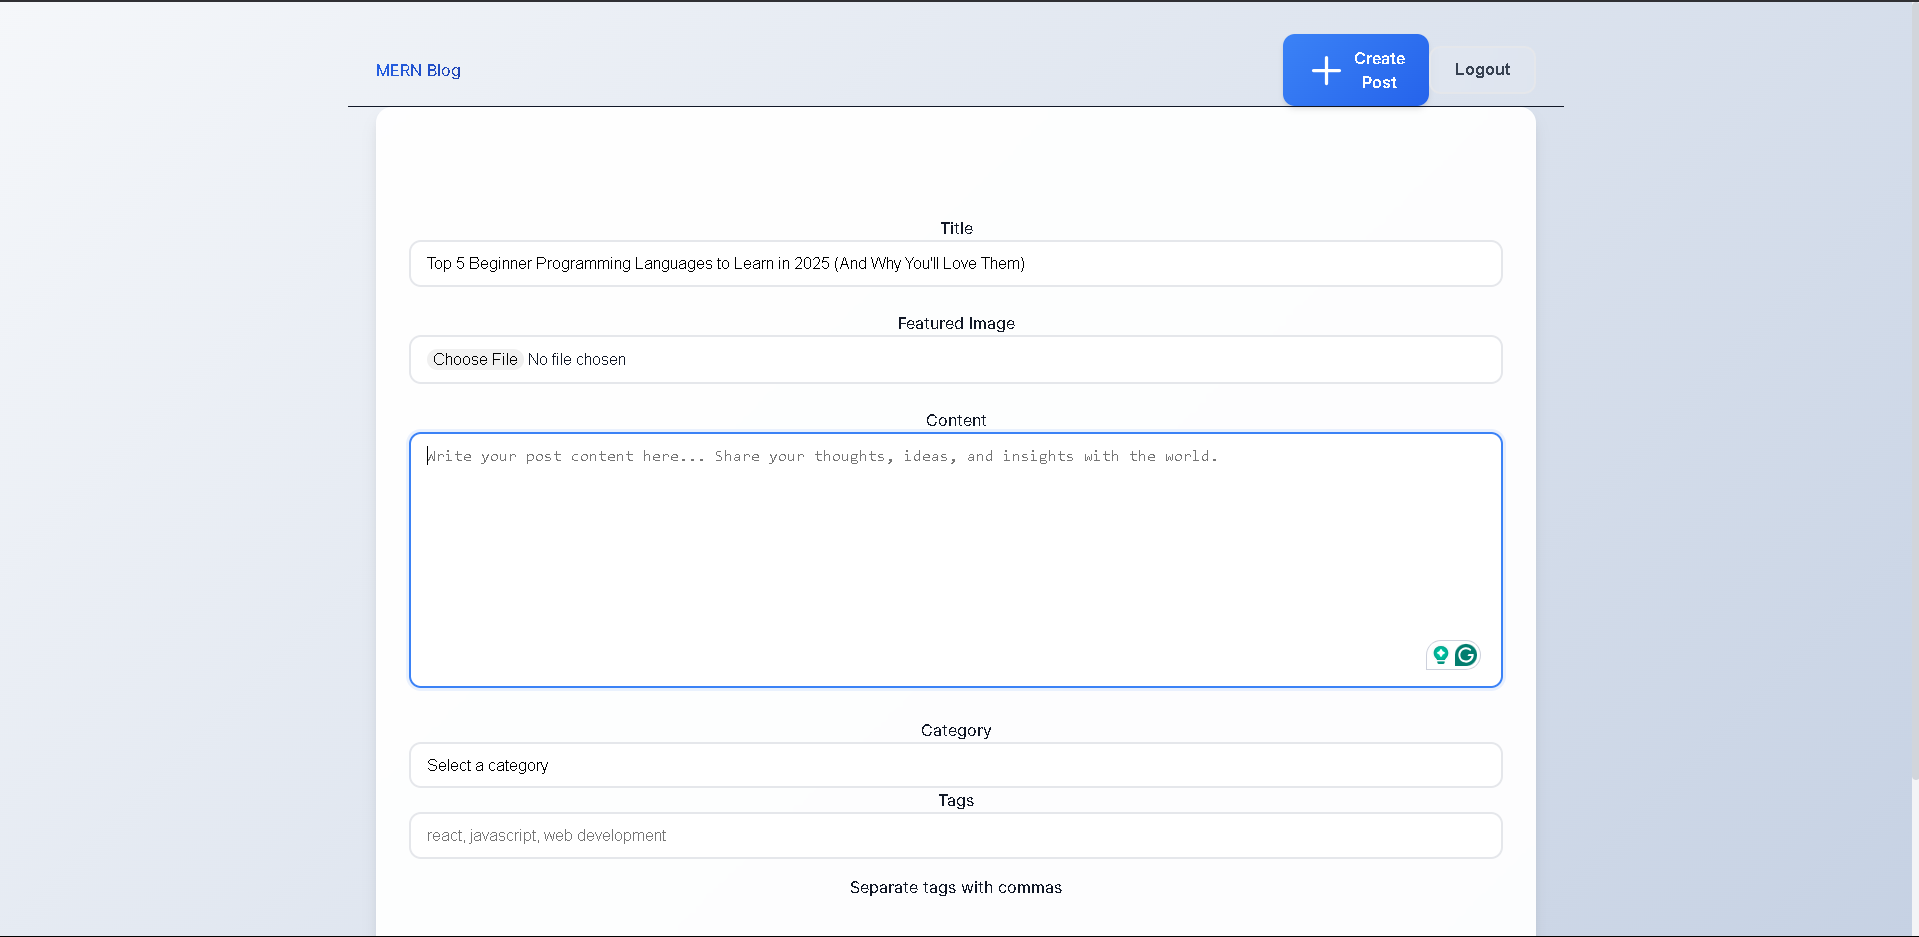 MERN Blog
Create
Post
Logout
Title
Top 5 Beginner Programming Languages to Learn in 2025 (And Why You'll Love Them)
Featured Image
Choose File No file chosen
Content
Write your post content here... Share your thoughts, ideas, and insights with the world.
Category
Select a category
Tags
react, javascript, web development
Separate tags with commas